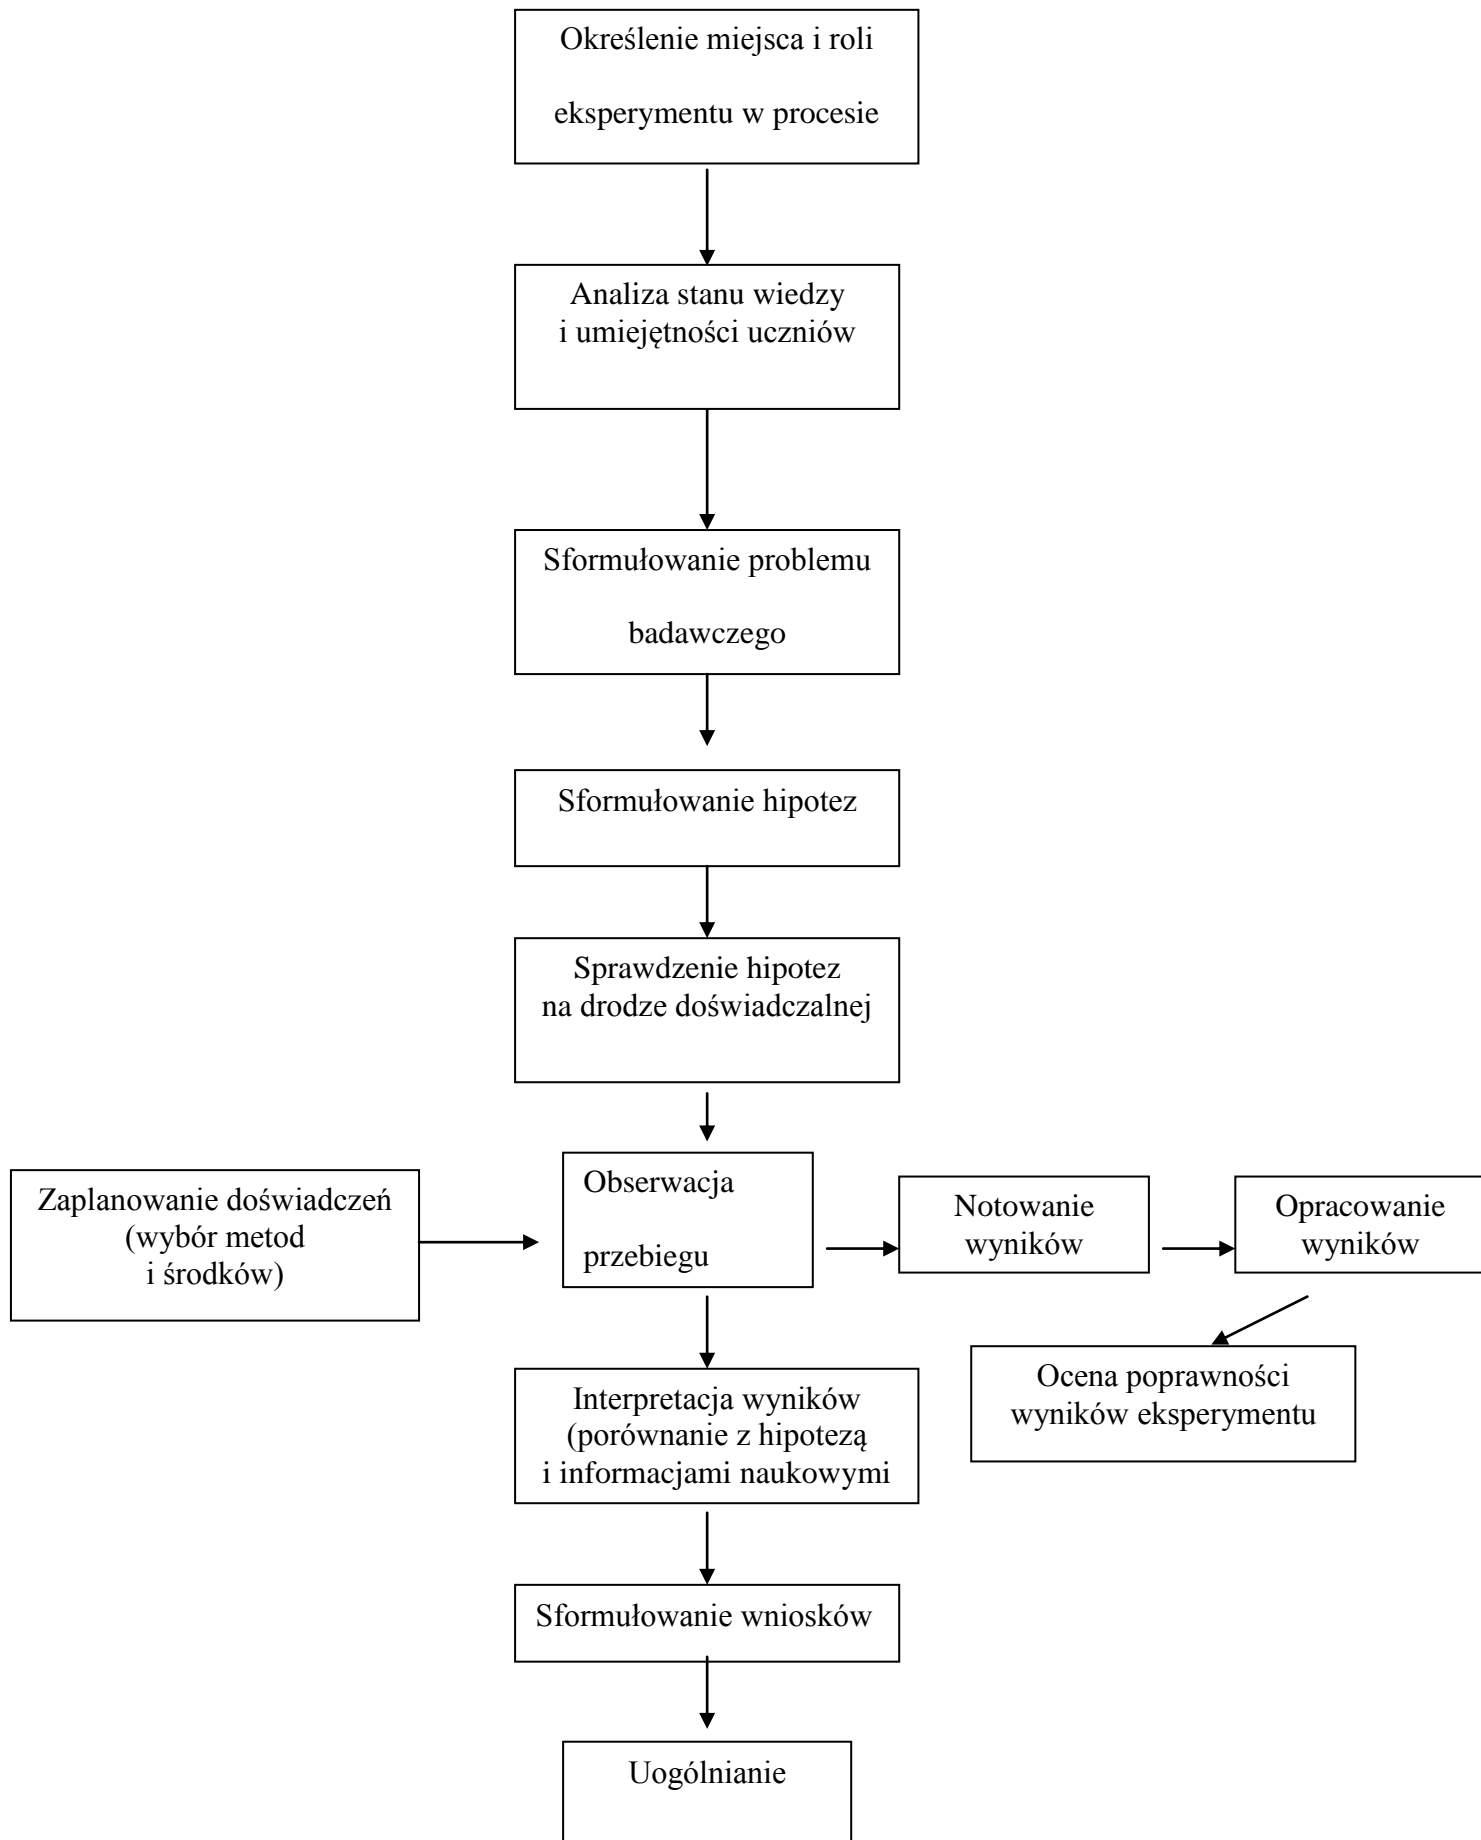 Określenie miejsca i roli
eksperymentu w procesie
Analiza stanu wiedzy
i umiejętności uczniów
Sformułowanie problemu
badawczego
Sformułowanie hipotez
Sprawdzenie hipotez
na drodze doświadczalnej
Zaplanowanie doświadczeń
(wybór metod
i środków)
Obserwacja
przebiegu
Notowanie
wyników
Opracowanie
wyników
Ocena poprawności
wyników eksperymentu
Interpretacja wyników
(porównanie z hipotezą
i informacjami naukowymi
Sformułowanie wniosków
Uogólnianie